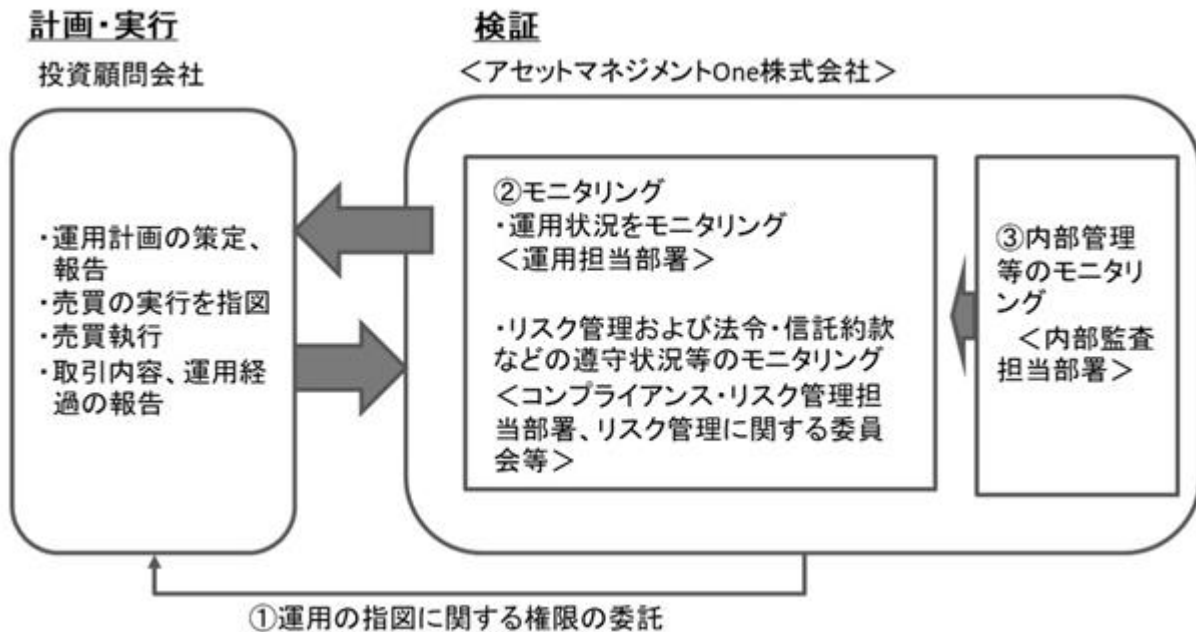 計画・実行
投資顧問会社
・運用計画の策定、
報告
・売買の実行を指図
・売買執行
・取引内容、運用経
過の報告
検証
＜アセットマネジメントOne株式会社＞
②モニタリング
・運用状況をモニタリング
＜運用担当部署＞
・リスク管理および法令・信託約款
などの遵守状況等のモニタリング
＜コンプライアンス・リスク管理担
当部署、リスク管理に関する委員
会等＞
③内部管理
等のモニタリ
ング
＜内部監査
担当部署＞
①運用の指図に関する権限の委託